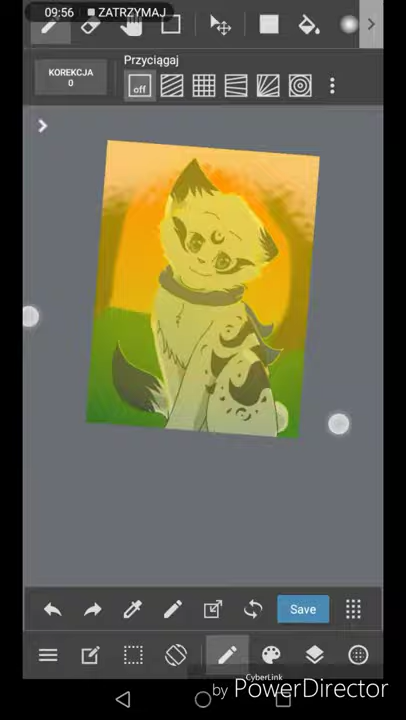 09:56 ZATRZYMAJ
KOREKCJA
0
Przyciągaj
off
Save
CyberLink
by PowerDirector